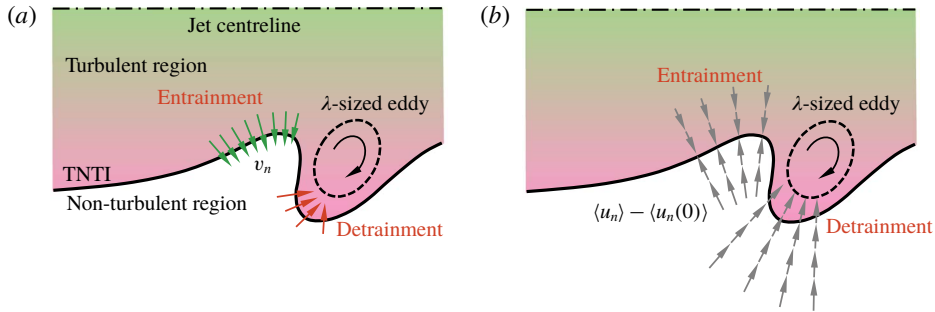 (a)
Jet centreline
Turbulent region
Entrainment
λ-sized eddy
TNTI
v_n
Non-turbulent region
Detrainment
(b)
Entrainment
λ-sized eddy
⟨u_n⟩ − ⟨u_n(0)⟩
Detrainment